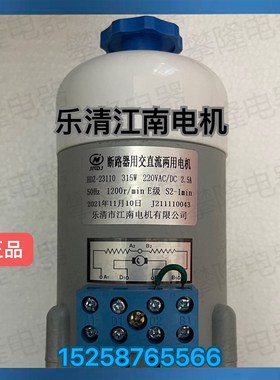 乐清江南电机
断路器用交直流两用电机
HDZ-23110 315W 220VAC/DC 2.5A
50Hz 1200r/min E级 S2-1min
2021年11月10日 J211110043
乐清市江南电机有限公司
正品
15258765566